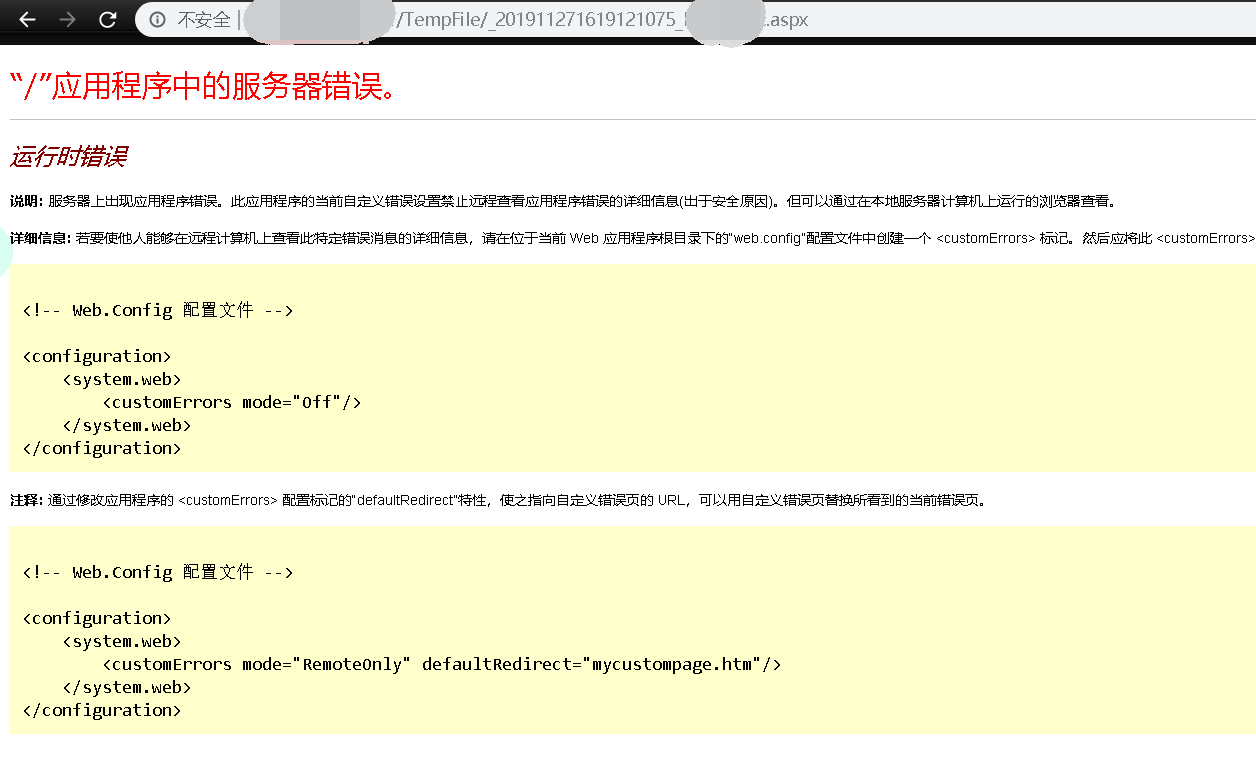 不安全 | /TempFile/_201911271619121075_ .aspx
“/”应用程序中的服务器错误。
运行时错误
说明: 服务器上出现应用程序错误。此应用程序的当前自定义错误设置禁止远程查看应用程序错误的详细信息(出于安全原因)。但可以通过在本地服务器计算机上运行的浏览器查看。
详细信息: 若要使他人能够在远程计算机上查看此特定错误消息的详细信息，请在位于当前 Web 应用程序根目录下的"web.config"配置文件中创建一个 <customErrors> 标记。然后应将此 <customErrors>
<!-- Web.Config 配置文件 -->
<configuration>
<system.web>
<customErrors mode="Off"/>
</system.web>
</configuration>
注释: 通过修改应用程序的 <customErrors> 配置标记的"defaultRedirect"特性，使之指向自定义错误页的 URL，可以用自定义错误页替换所看到的当前错误页。
<!-- Web.Config 配置文件 -->
<configuration>
<system.web>
<customErrors mode="RemoteOnly" defaultRedirect="mycustompage.htm"/>
</system.web>
</configuration>